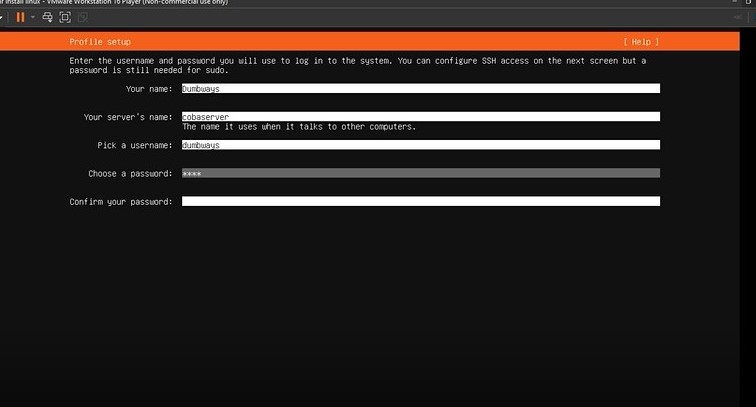 install linux - VMware Workstation 16 Player (Non-commercial use only)
Profile setup [ Help ]
Enter the username and password you will use to log in to the system. You can configure SSH access on the next screen but a
password is still needed for sudo.
Your name: Dumbways
Your server's name: cobaserver
The name it uses when it talks to other computers.
Pick a username: dumbways
Choose a password: ****
Confirm your password: